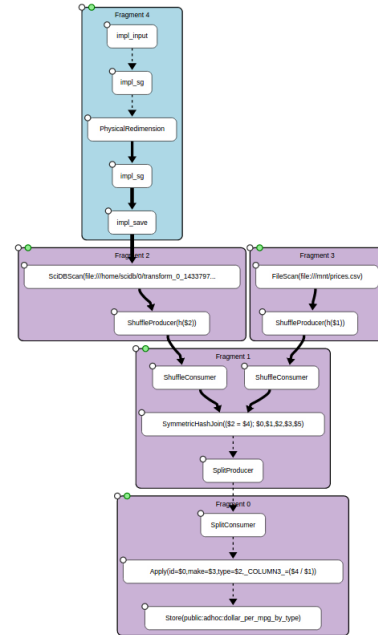 Fragment 4
impl_input
impl_sg
PhysicalRedimension
impl_sg
impl_save
Fragment 2
SciDBScan(file:///home/scidb/0/transform_0_1433797...
ShuffleProducer(h($2))
Fragment 3
FileScan(file:///mnt/prices.csv)
ShuffleProducer(h($1))
Fragment 1
ShuffleConsumer
ShuffleConsumer
SymmetricHashJoin(($2 = $4); $0,$1,$2,$3,$5)
SplitProducer
Fragment 0
SplitConsumer
Apply(id=$0,make=$3,type=$2,_COLUMN3_=($4 / $1))
Store(public:adhoc:dollar_per_mpg_by_type)